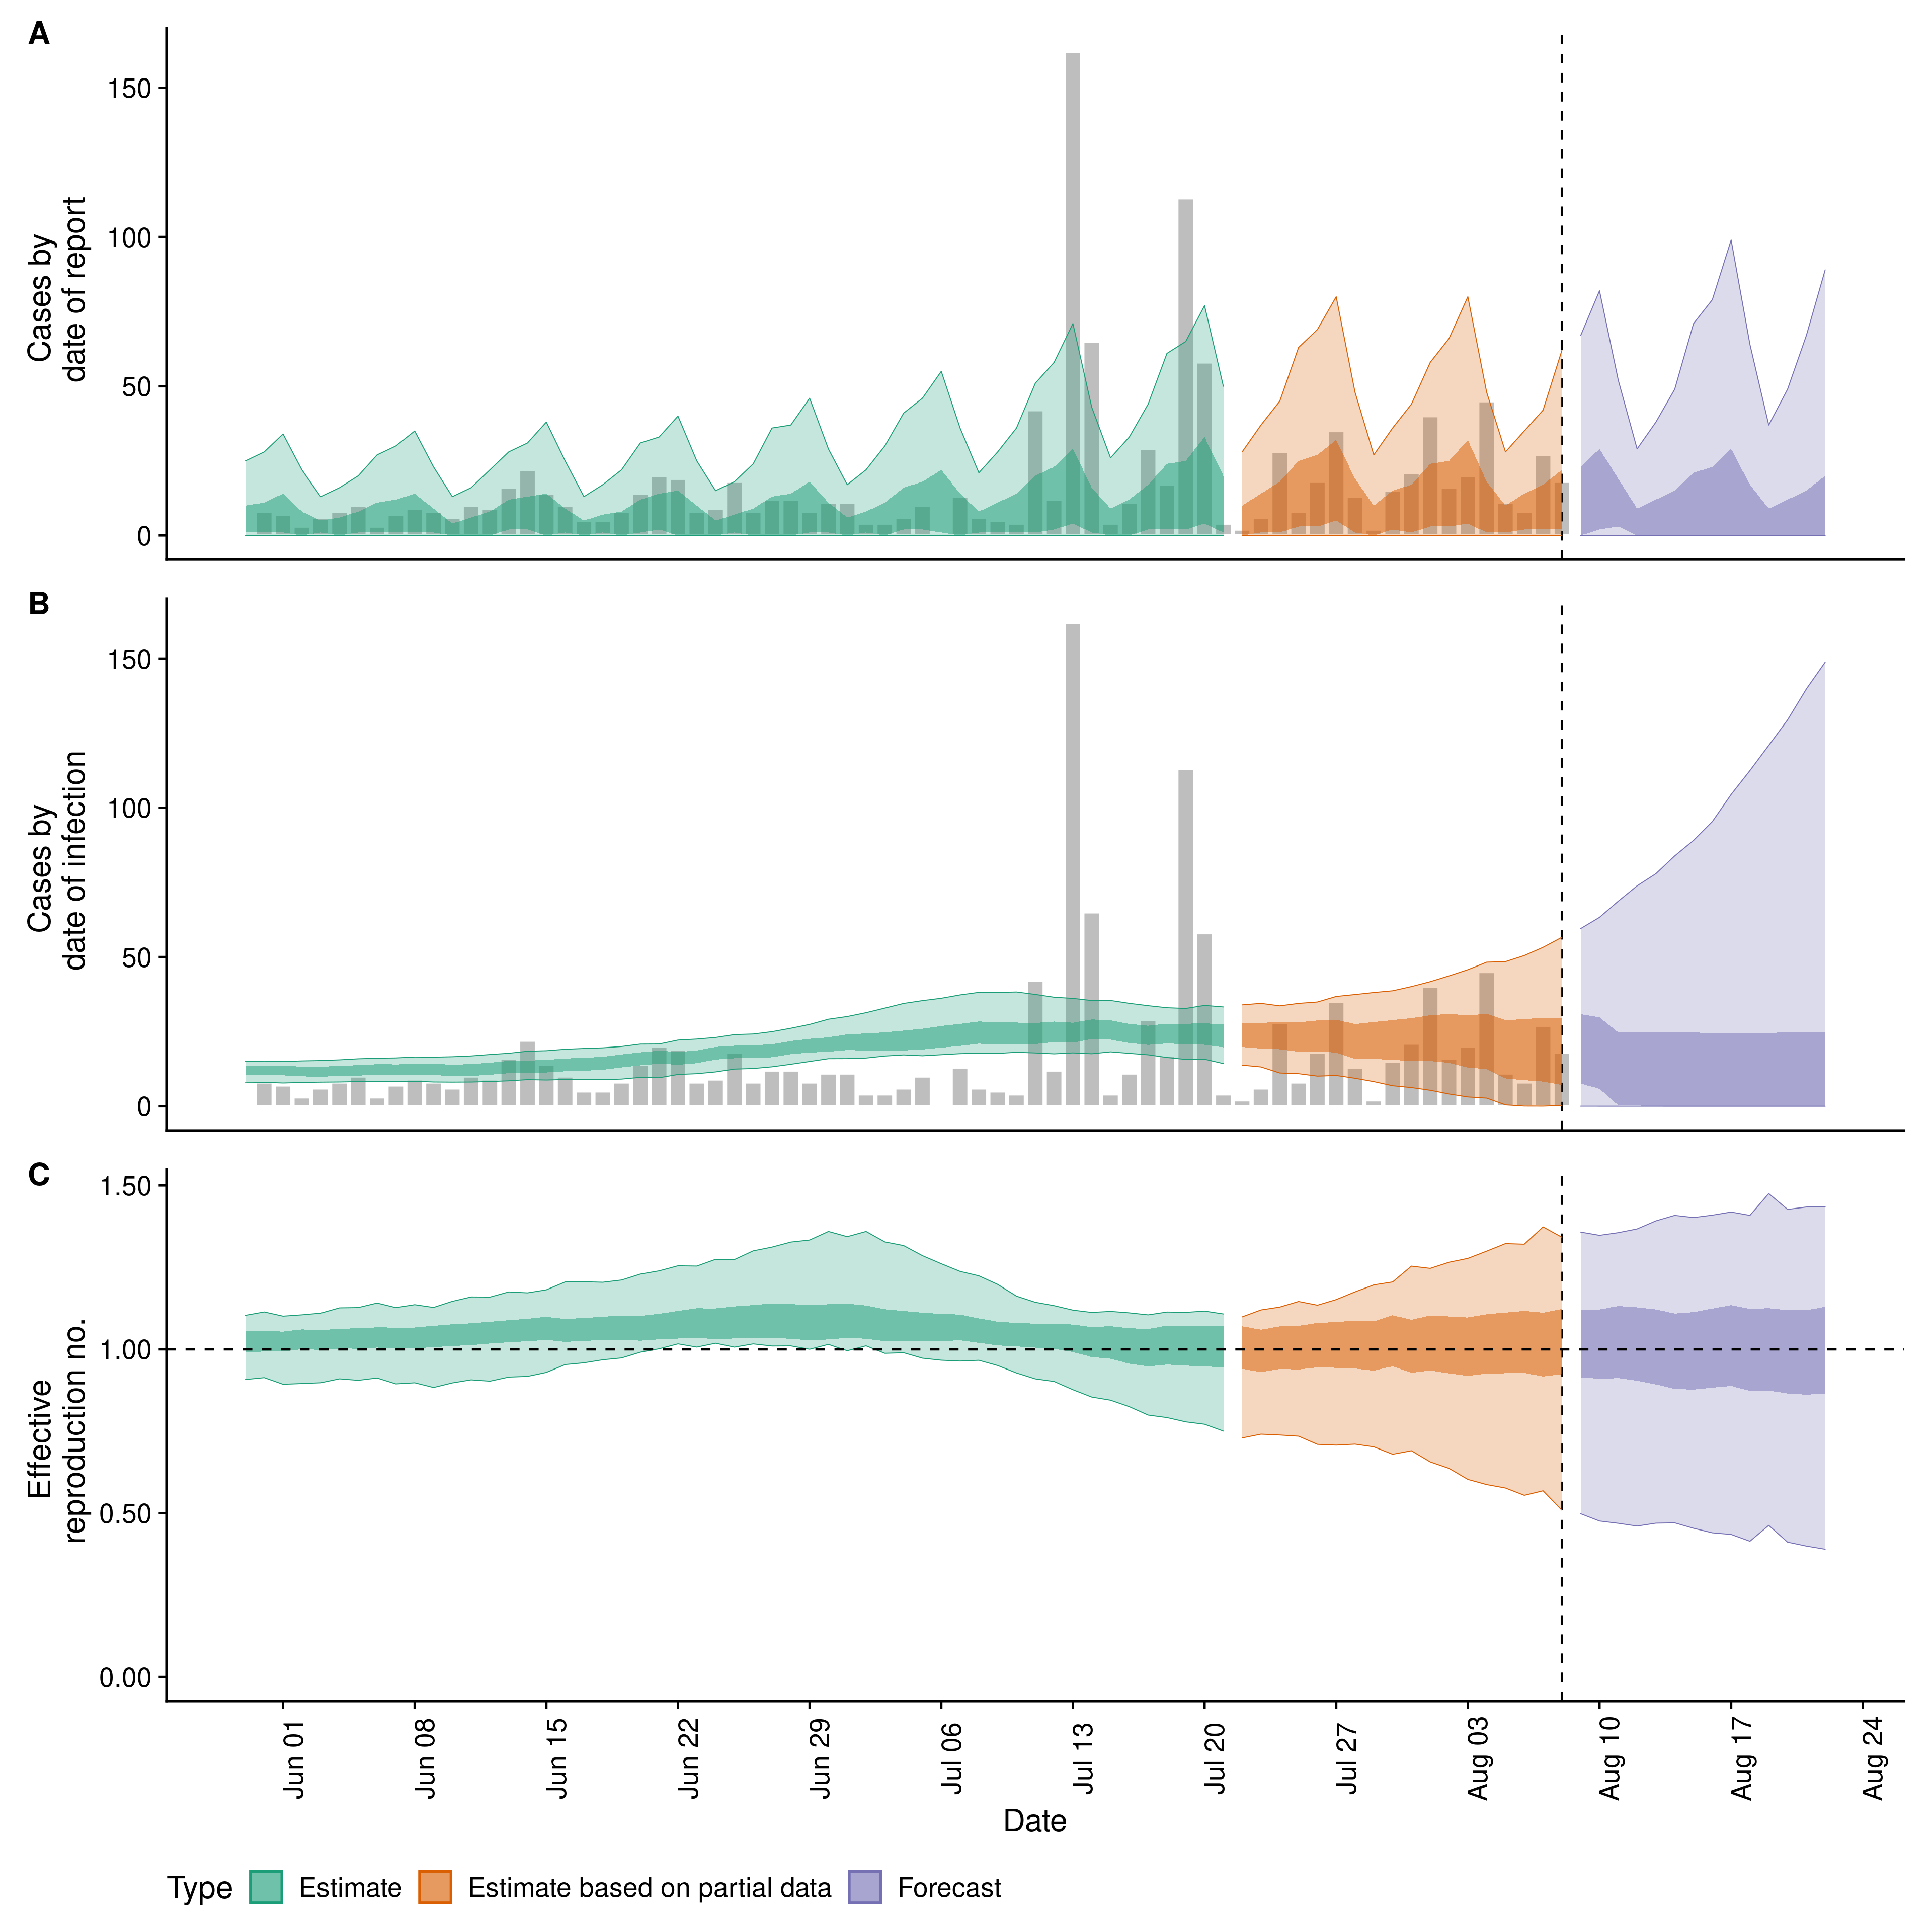 A
Cases by
date of report
150
100
50
0
B
Cases by
date of infection
150
100
50
0
C
Effective
reproduction no.
1.50
1.00
0.50
0.00
Jun 01
Jun 08
Jun 15
Jun 22
Jun 29
Jul 06
Jul 13
Jul 20
Jul 27
Aug 03
Aug 10
Aug 17
Aug 24
Date
Type Estimate Estimate based on partial data Forecast